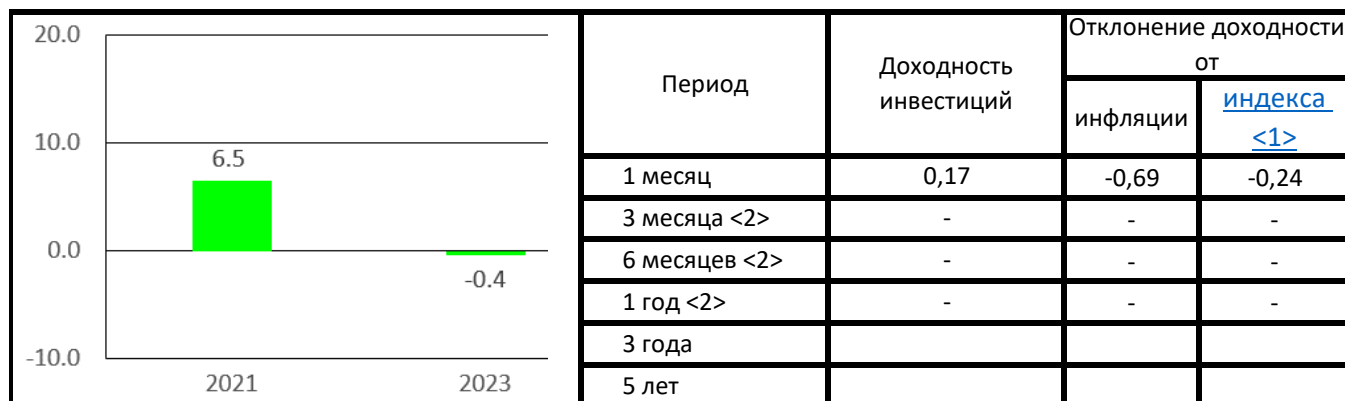 20.0
10.0
0.0
-10.0
6.5
-0.4
2021 2023
Период
Доходность
инвестиций
Отклонение доходности
от
инфляции
индекса
<1>
1 месяц 0,17 -0,69 -0,24
3 месяца <2> - - -
6 месяцев <2> - - -
1 год <2> - - -
3 года
5 лет